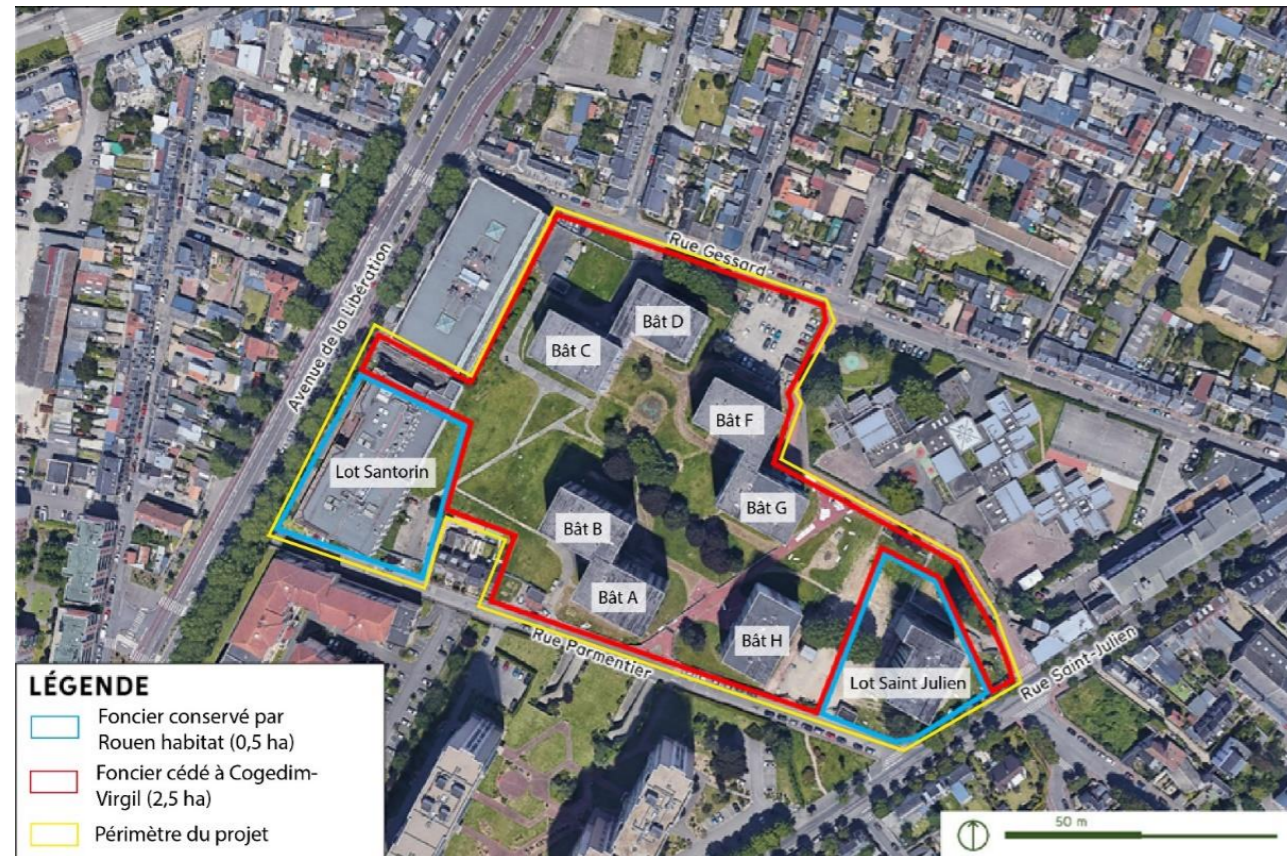 Rue Gessard
Avenue de la Libération
Bât D
Bât C
Bât F
Lot Santorin
Bât G
Bât B
Bât A
Bât H
Rue Parmentier
Lot Saint Julien
Rue Saint-Julien
LÉGENDE
Foncier conservé par
Rouen habitat (0,5 ha)
Foncier cédé à Cogedim-
Virgil (2,5 ha)
Périmètre du projet
50 m